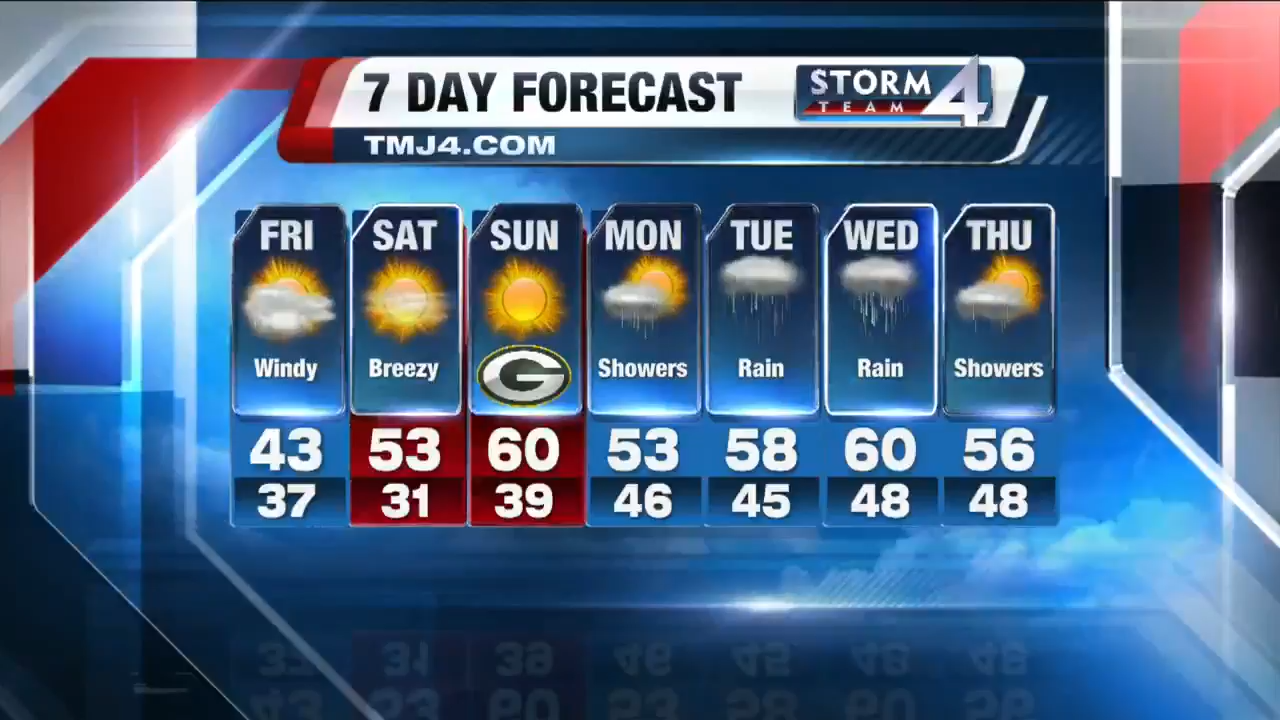 7 DAY FORECAST
STORM
TEAM 4
TMJ4.COM
FRI SAT SUN MON TUE WED THU
Windy Breezy G Showers Rain Rain Showers
43 53 60 53 58 60 56
37 31 39 46 45 48 48